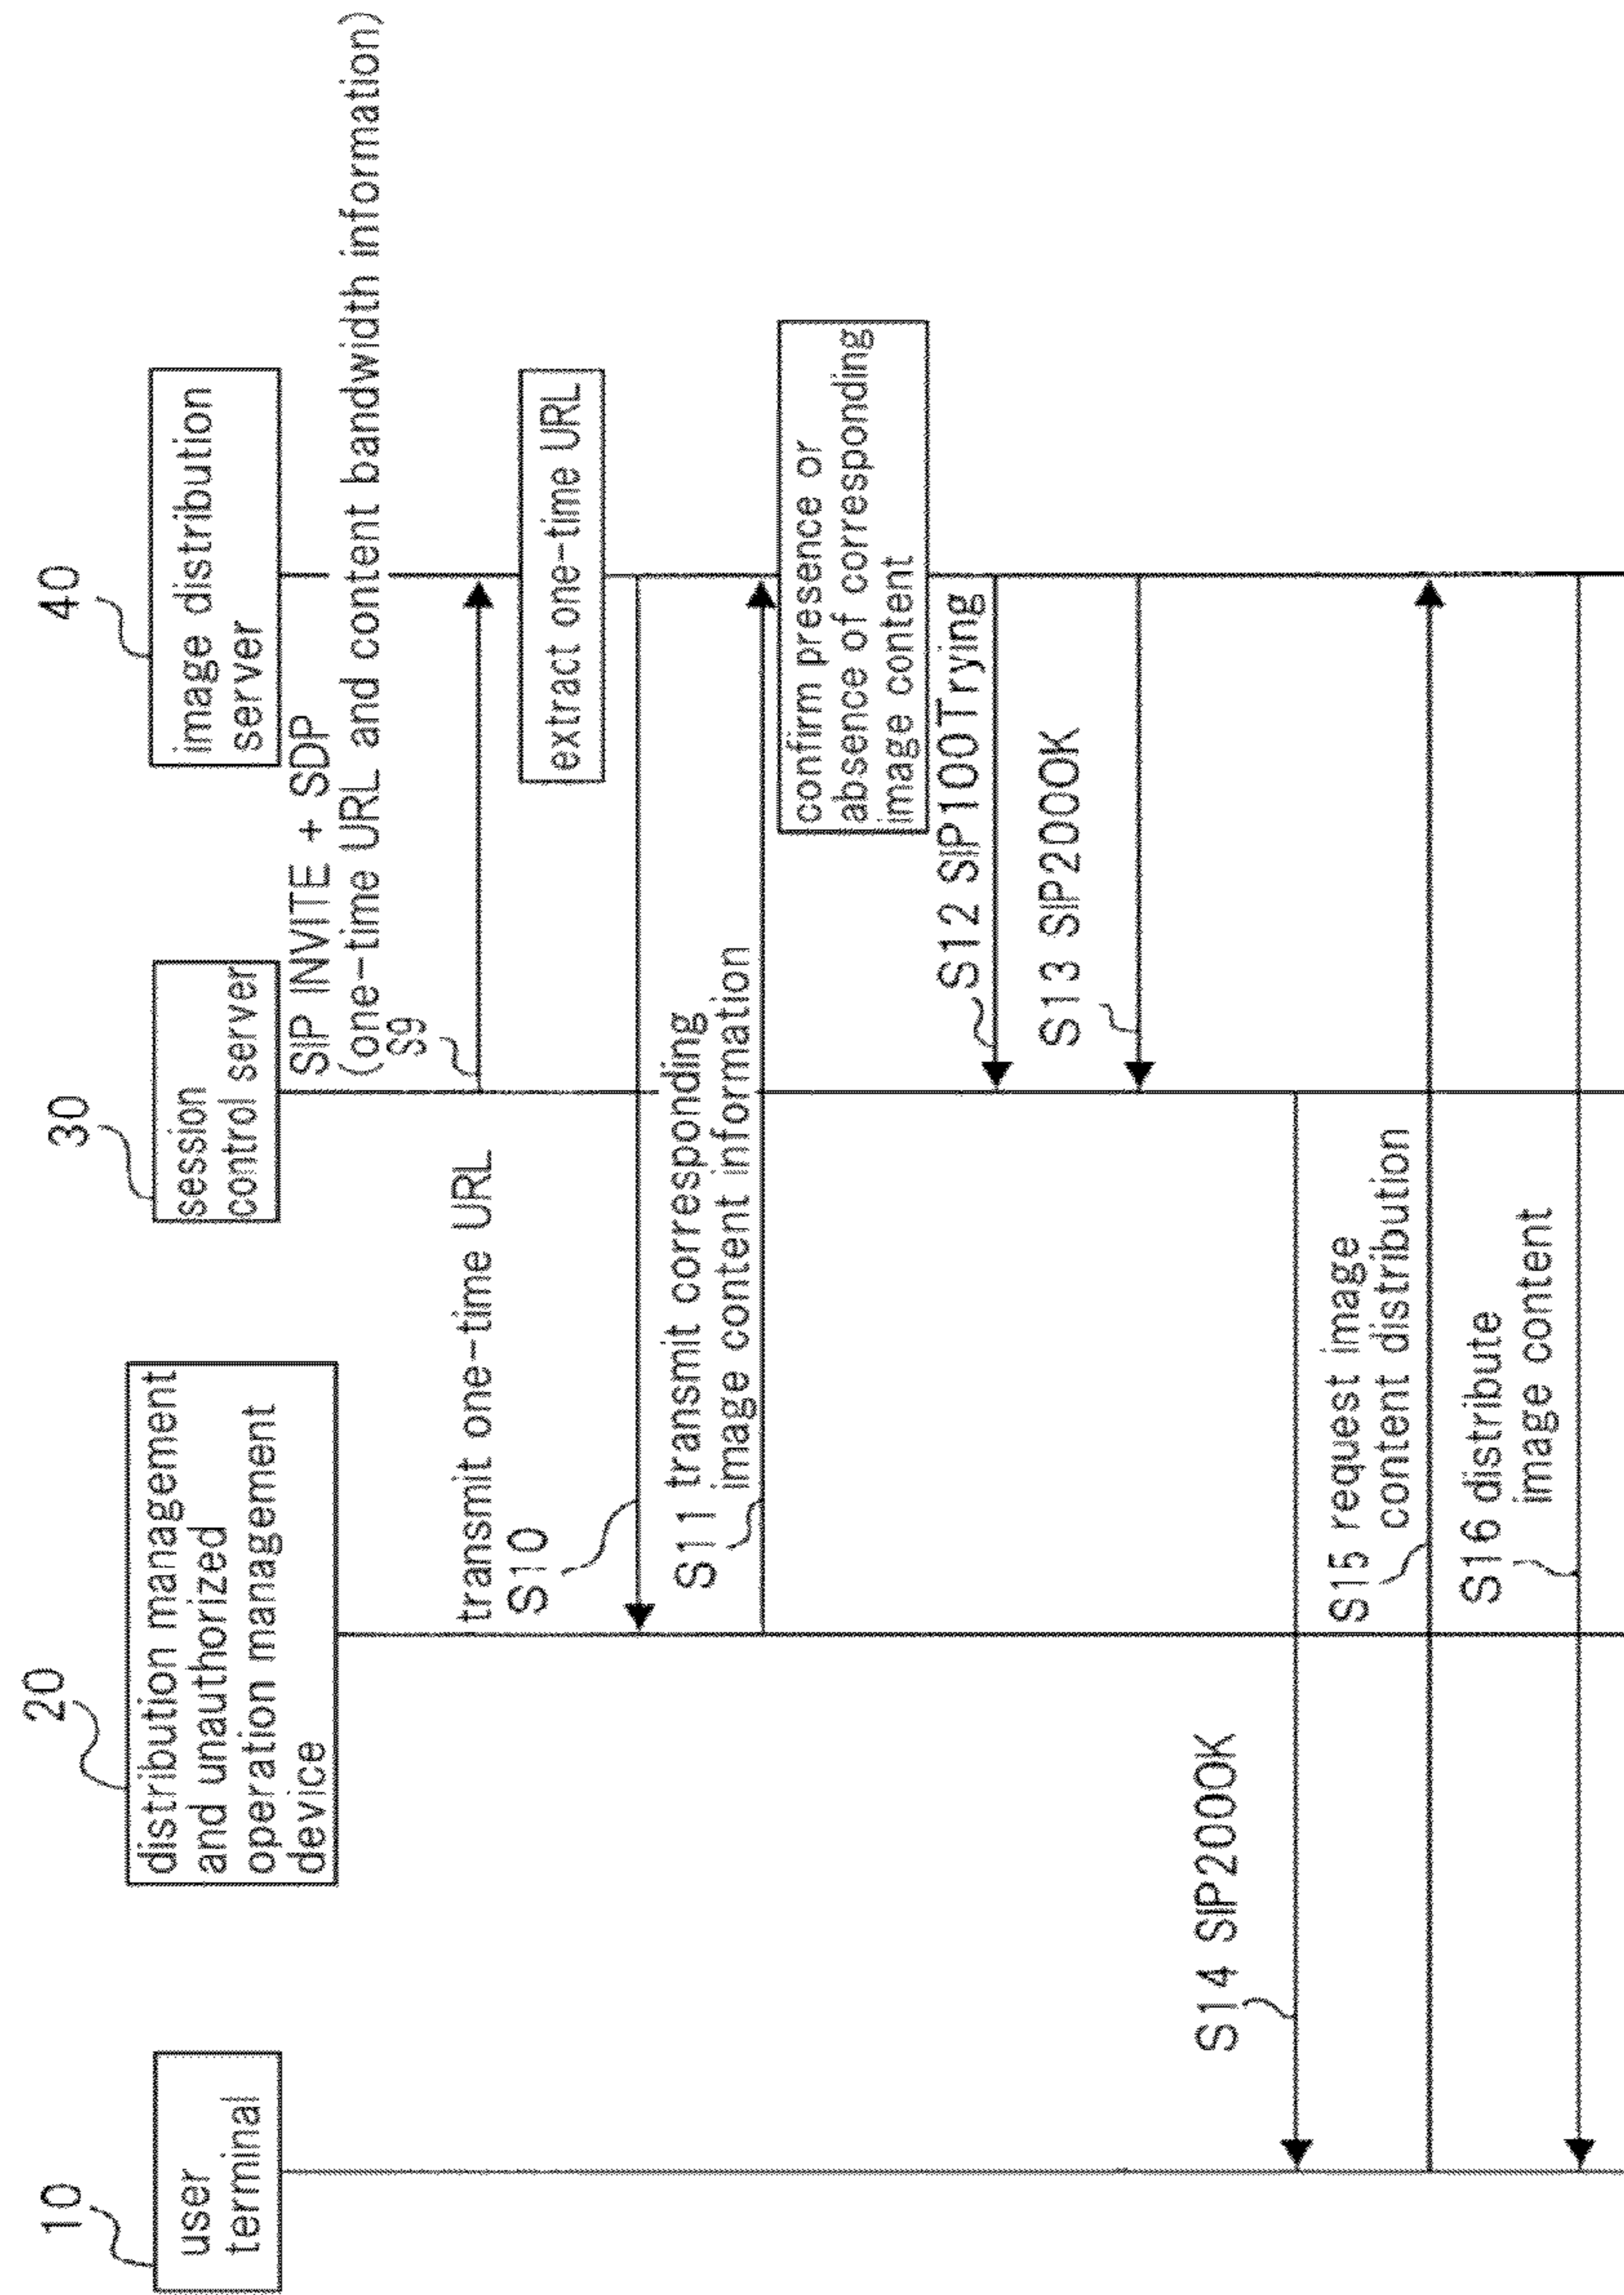 10
user
terminal
20
distribution management
and unauthorized
operation management
device
30
session
control server
40
image distribution
server
SIP INVITE + SDP
(one-time URL and content bandwidth information)
S9
extract one-time URL
transmit one-time URL
S10
S11 transmit corresponding
image content information
confirm presence or
absence of corresponding
image content
S12 SIP100Trying
S13 SIP200OK
S14 SIP200OK
S15 request image
content distribution
S16 distribute
image content